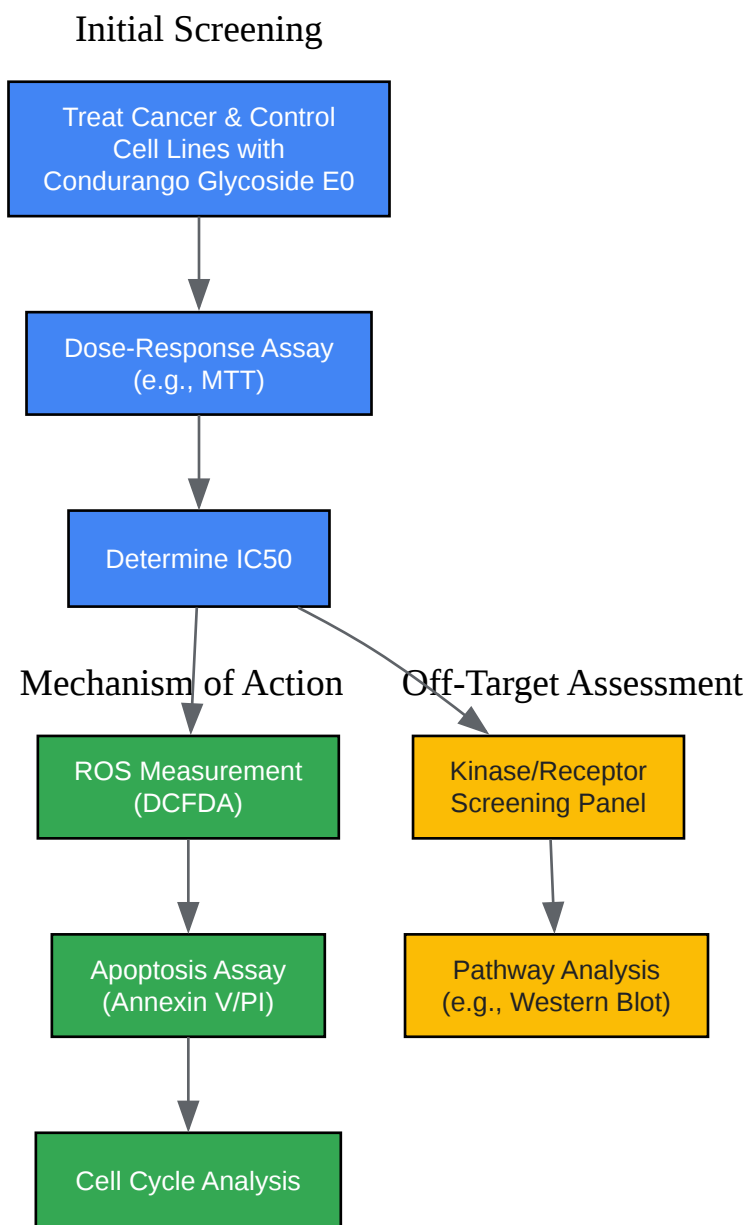 Initial Screening
Treat Cancer & Control
Cell Lines with
Condurango Glycoside E0
Dose-Response Assay
(e.g., MTT)
Determine IC50
Mechanism of Action
Off-Target Assessment
ROS Measurement
(DCFDA)
Kinase/Receptor
Screening Panel
Apoptosis Assay
(Annexin V/PI)
Pathway Analysis
(e.g., Western Blot)
Cell Cycle Analysis